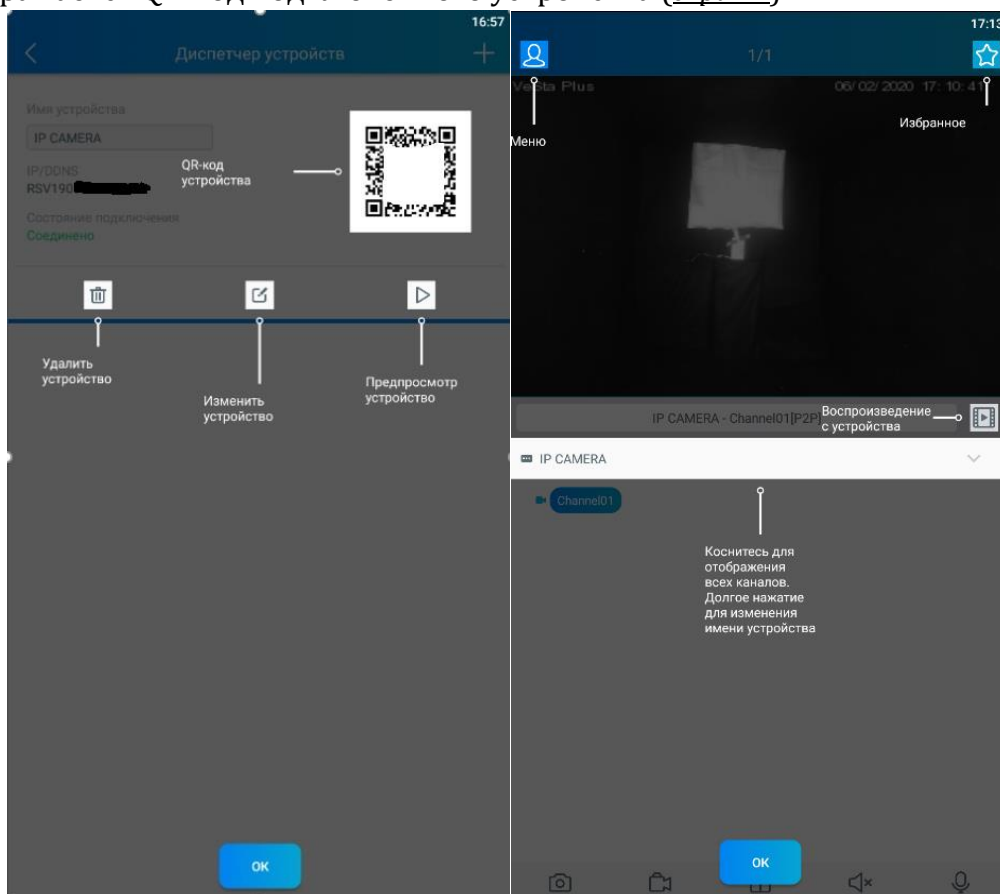 16:57
Диспетчер устройств
Имя устройства
IP CAMERA
IP/DDNS
RSV190
Состояние подключения
Соединено
QR-код
устройства
Удалить
устройство
Изменить
устройство
Предпросмотр
устройство
OK
17:13
1/1
VeSta Plus 06/02/2020 17:10:41
Меню
Избранное
IP CAMERA - Channel01[P2P]
Воспроизведение
с устройства
IP CAMERA
Channel01
Коснитесь для
отображения
всех каналов.
Долгое нажатие
для изменения
имени устройства
OK